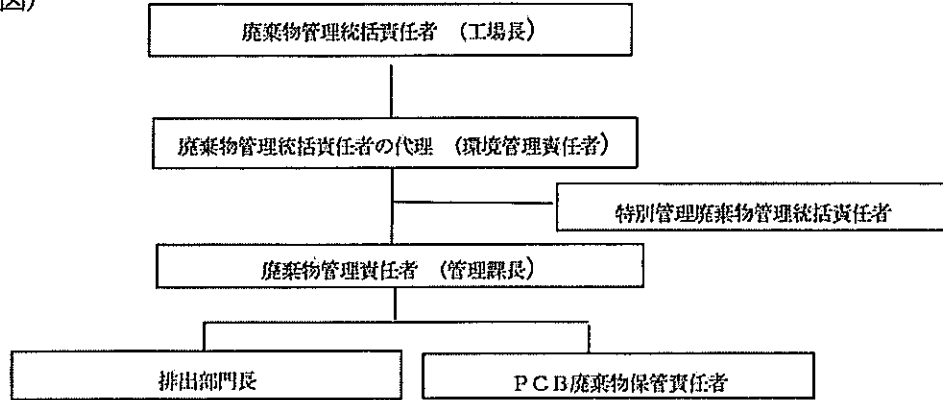 図)
廃棄物管理統括責任者 （工場長）
廃棄物管理統括責任者の代理 （環境管理責任者）
特別管理廃棄物管理統括責任者
廃棄物管理責任者 （管理課長）
排出部門長
ＰＣＢ廃棄物保管責任者